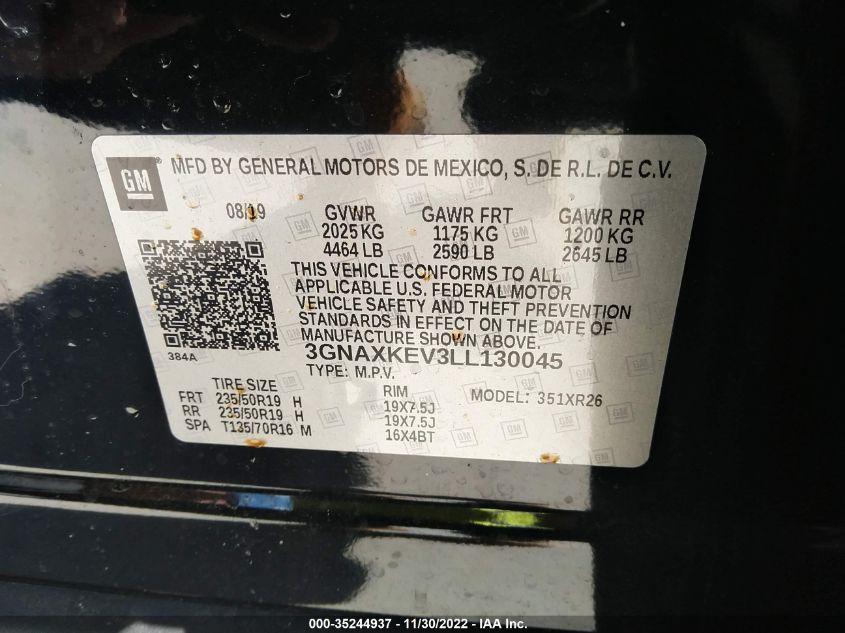 GM ®
MFD BY GENERAL MOTORS DE MEXICO, S. DE R.L. DE C.V.
08/19 GVWR GAWR FRT GAWR RR
2025 KG 1175 KG 1200 KG
4464 LB 2590 LB 2645 LB
THIS VEHICLE CONFORMS TO ALL
APPLICABLE U.S. FEDERAL MOTOR
VEHICLE SAFETY AND THEFT PREVENTION
STANDARDS IN EFFECT ON THE DATE OF
MANUFACTURE SHOWN ABOVE.
384A
3GNAXKEV3LL130045
TYPE: M.P.V.
TIRE SIZE RIM MODEL: 351XR26
FRT 235/50R19 H 19X7.5J
RR 235/50R19 H 19X7.5J
SPA T135/70R16 M 16X4BT
000-35244937 - 11/30/2022 - Copyright © 2022 IAA, Inc.